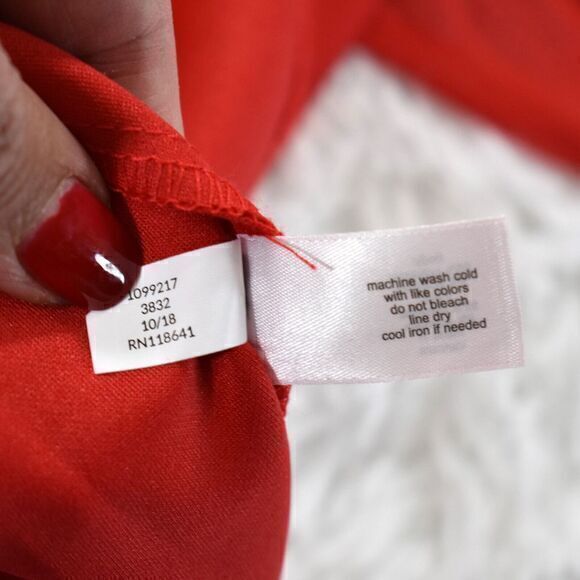 1099217
3832
10/18
RN118641
machine wash cold
with like colors
do not bleach
line dry
cool iron if needed